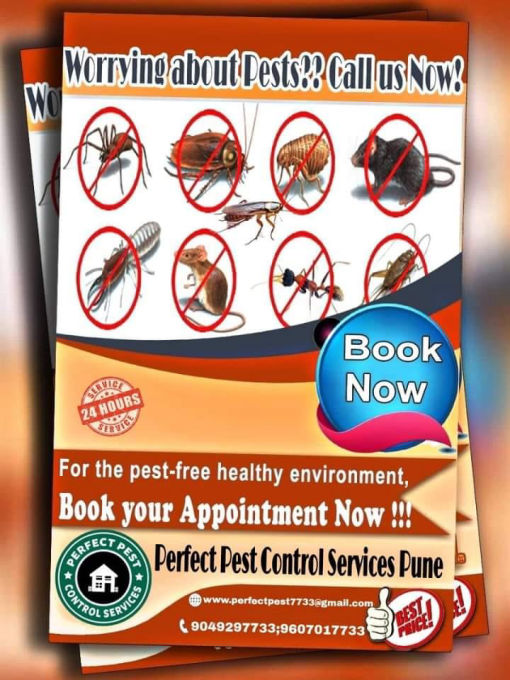 Worrying about Pests?? Call us Now!
Wo
Book
Now
SERVICE
24 HOURS
SERVICE
For the pest-free healthy environment,
Book your Appointment Now !!!
PERFECT PEST
CONTROL SERVICES
Perfect Pest Control Services Pune
www.perfectpest7733@gmail.com
9049297733;9607017733
BEST
PRICE!